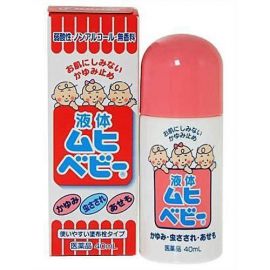 弱酸性・ノンアルコール・無香料
お肌にしみない
かゆみ止め
液体
ムヒ
ベビー®
かゆみ
虫さされ
あせも
使いやすい塗布栓タイプ
医薬品 40mL
お肌にしみない
かゆみ止め
液体
ムヒ
ベビー®
かゆみ・虫さされ・あせも
医薬品 40mL